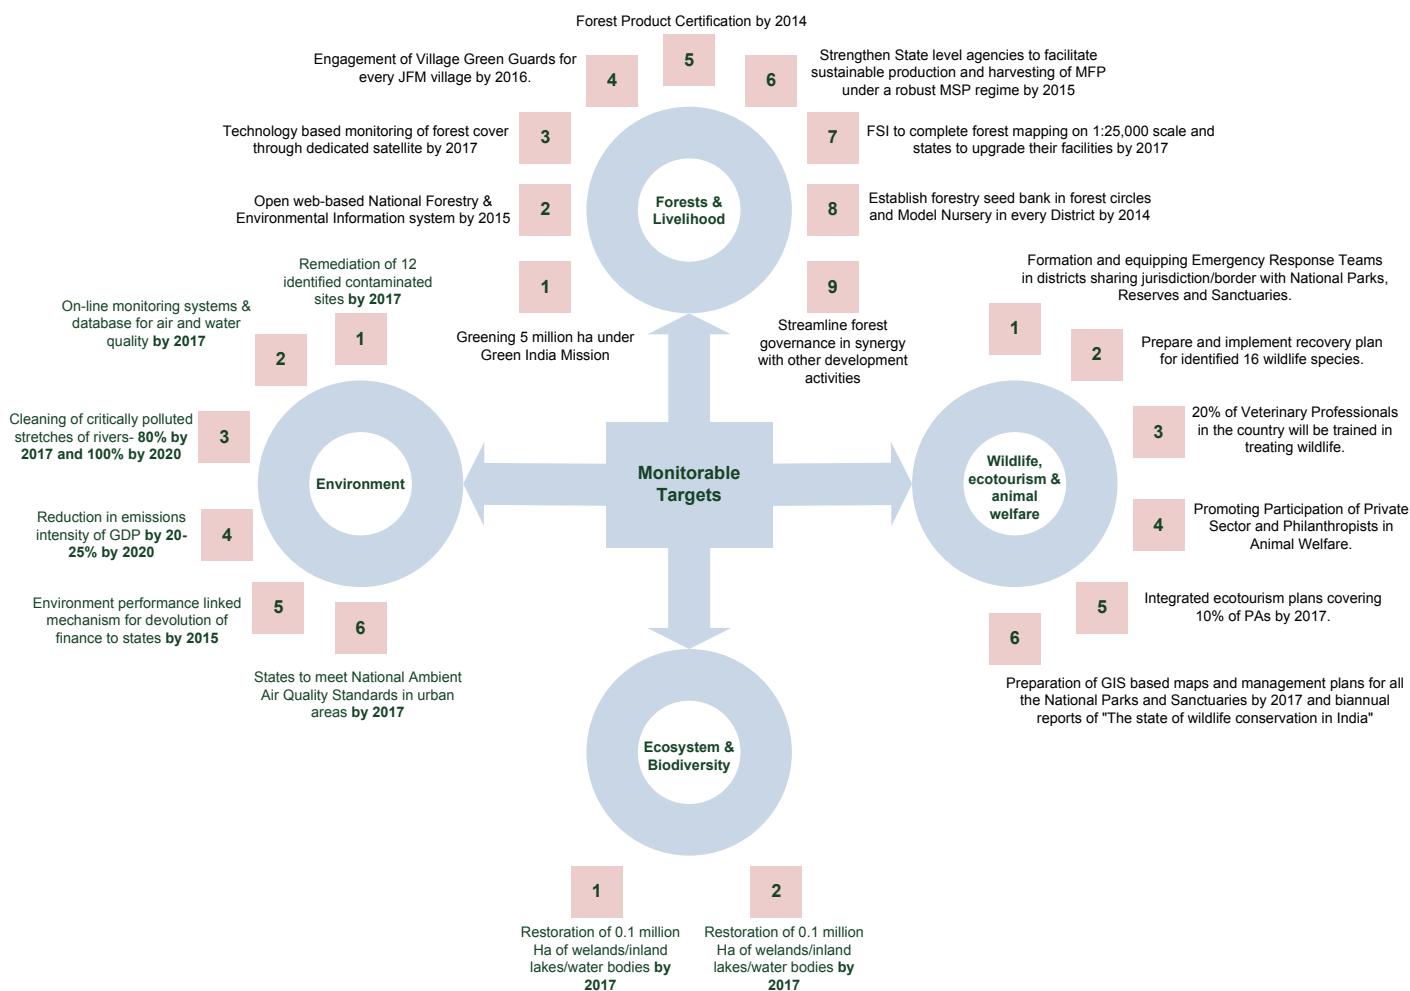 Forest Product Certification by 2014
5
Engagement of Village Green Guards for
every JFM village by 2016.
4
6
Strengthen State level agencies to facilitate
sustainable production and harvesting of MFP
under a robust MSP regime by 2015
Technology based monitoring of forest cover
through dedicated satellite by 2017
3
7
FSI to complete forest mapping on 1:25,000 scale and
states to upgrade their facilities by 2017
Open web-based National Forestry &
Environmental Information system by 2015
2
8
Establish forestry seed bank in forest circles
and Model Nursery in every District by 2014
Forests &
Livelihood
1
Greening 5 million ha under
Green India Mission
9
Streamline forest
governance in synergy
with other development
activities
Remediation of 12
identified contaminated
sites by 2017
1
On-line monitoring systems &
database for air and water
quality by 2017
2
Cleaning of critically polluted
stretches of rivers- 80% by
2017 and 100% by 2020
3
Environment
Reduction in emissions
intensity of GDP by 20-
25% by 2020
4
Environment performance linked
mechanism for devolution of
finance to states by 2015
5
6
States to meet National Ambient
Air Quality Standards in urban
areas by 2017
Monitorable
Targets
Formation and equipping Emergency Response Teams
in districts sharing jurisdiction/border with National Parks,
Reserves and Sanctuaries.
1
2
Prepare and implement recovery plan
for identified 16 wildlife species.
3
20% of Veterinary Professionals
in the country will be trained in
treating wildlife.
Wildlife,
ecotourism &
animal
welfare
4
Promoting Participation of Private
Sector and Philanthropists in
Animal Welfare.
5
Integrated ecotourism plans covering
10% of PAs by 2017.
6
Preparation of GIS based maps and management plans for all
the National Parks and Sanctuaries by 2017 and biannual
reports of "The state of wildlife conservation in India"
Ecosystem &
Biodiversity
1
Restoration of 0.1 million
Ha of welands/inland
lakes/water bodies by
2017
2
Restoration of 0.1 million
Ha of welands/inland
lakes/water bodies by
2017